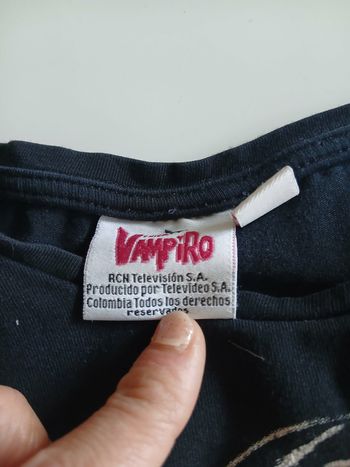 VAMPIRO
RCN Televisión S.A.
Producido por Televideo S.A.
Colombia Todos los derechos
reservados